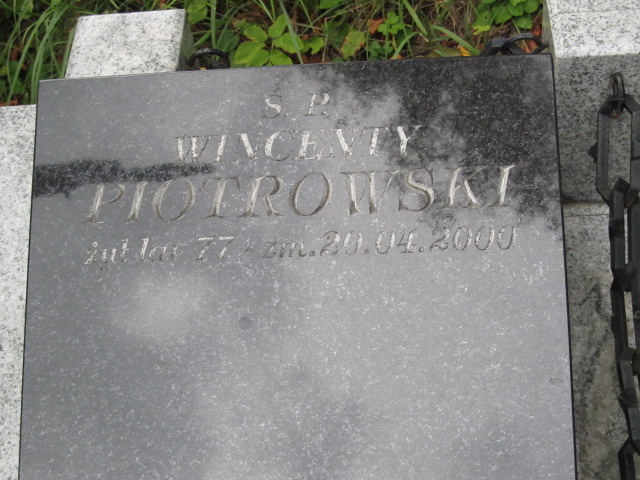 Ś. P.
WINCENTY
PIOTROWSKI
żył lat 77 - zm. 20.04.2000